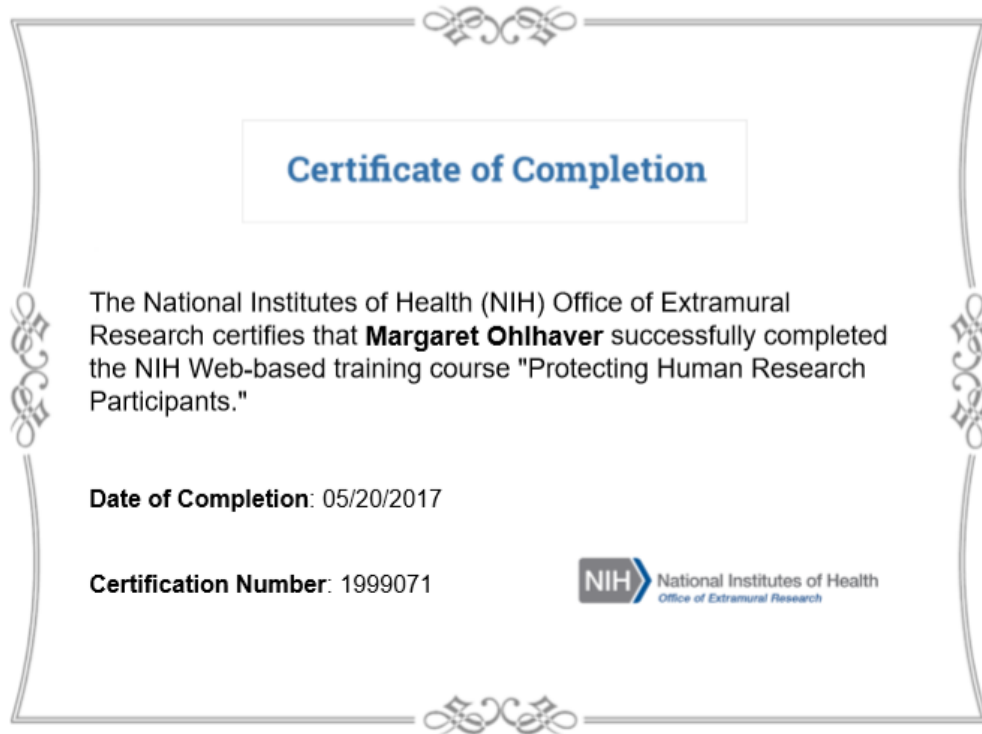 Certificate of Completion
The National Institutes of Health (NIH) Office of Extramural
Research certifies that Margaret Ohlhaver successfully completed
the NIH Web-based training course "Protecting Human Research
Participants."
Date of Completion: 05/20/2017
Certification Number: 1999071
NIH National Institutes of Health
Office of Extramural Research